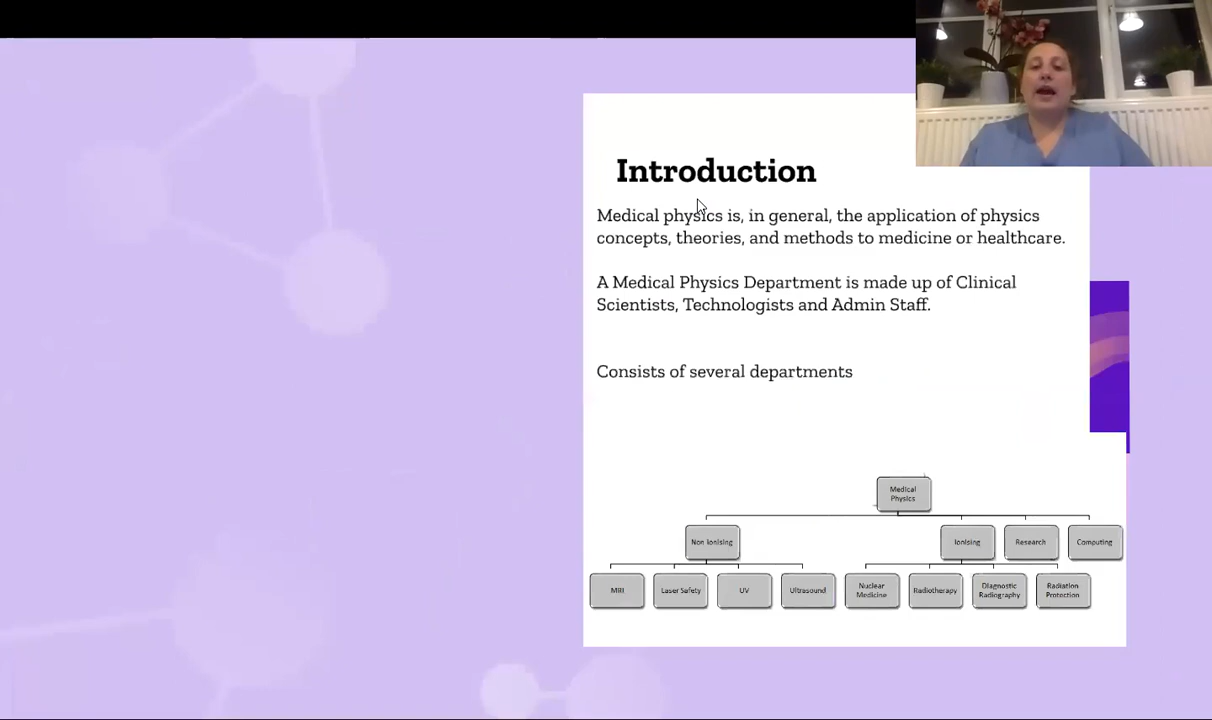 Introduction
Medical physics is, in general, the application of physics
concepts, theories, and methods to medicine or healthcare.
A Medical Physics Department is made up of Clinical
Scientists, Technologists and Admin Staff.
Consists of several departments
Medical
Physics
Non Ionising
Ionising
Research
Computing
MRI
Laser Safety
UV
Ultrasound
Nuclear
Medicine
Radiotherapy
Diagnostic
Radiography
Radiation
Protection